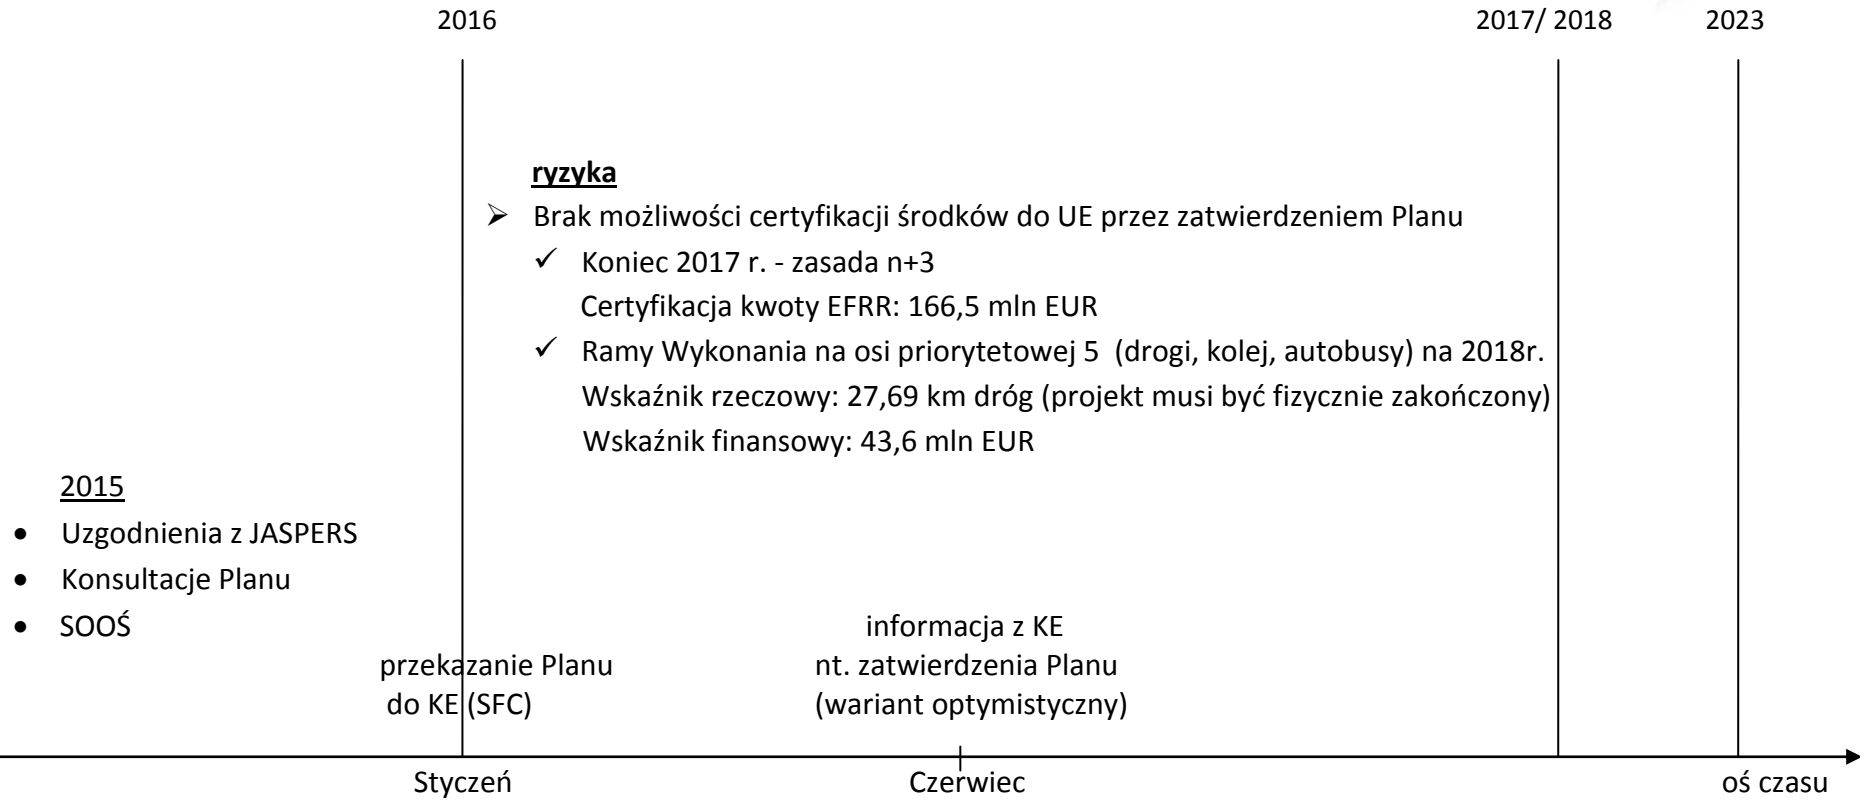 2016
2017/ 2018
2023
ryzyka
➢ Brak możliwości certyfikacji środków do UE przez zatwierdzeniem Planu
✓ Koniec 2017 r. - zasada n+3
Certyfikacja kwoty EFRR: 166,5 mln EUR
✓ Ramy Wykonania na osi priorytetowej 5 (drogi, kolej, autobusy) na 2018r.
Wskaźnik rzeczowy: 27,69 km dróg (projekt musi być fizycznie zakończony)
Wskaźnik finansowy: 43,6 mln EUR
2015
• Uzgodnienia z JASPERS
• Konsultacje Planu
• SOOŚ
przekazanie Planu
do KE (SFC)
informacja z KE
nt. zatwierdzenia Planu
(wariant optymistyczny)
Styczeń
Czerwiec
oś czasu